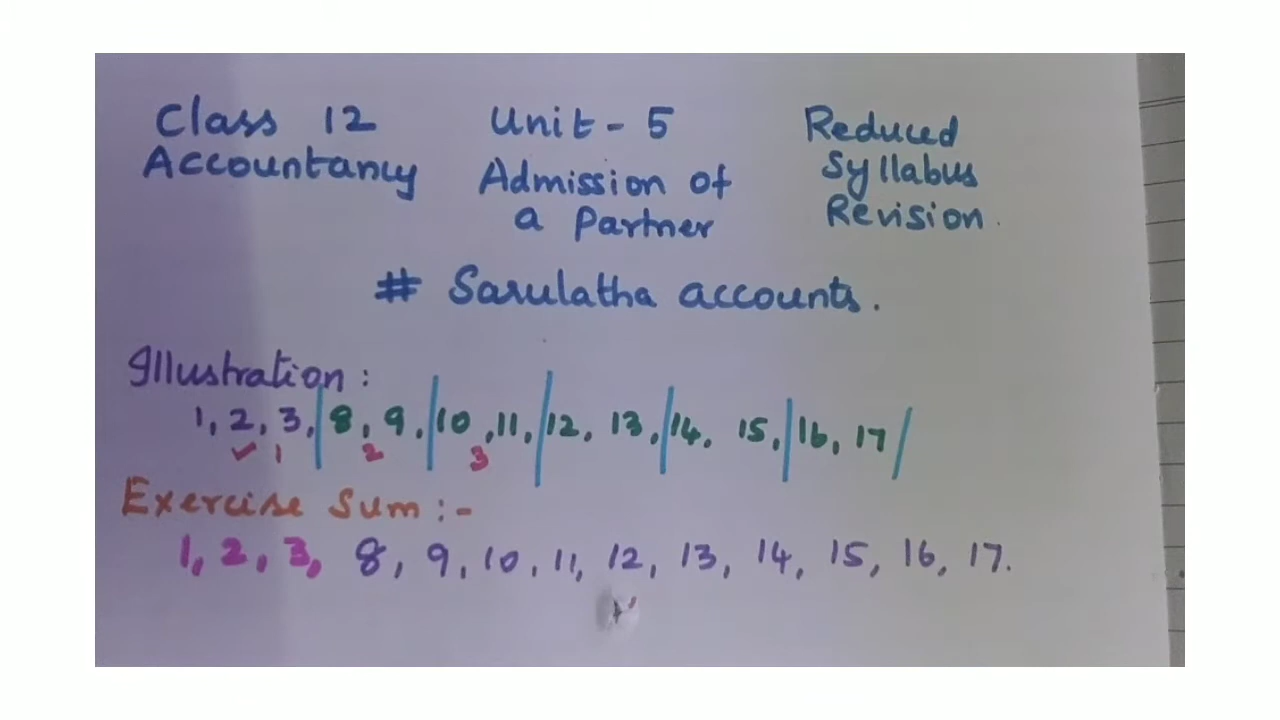 Class 12
Accountancy
Unit - 5
Admission of
a Partner
Reduced
Syllabus
Revision.
# Sarulatha accounts.
Illustration :
1, 2, 3, | 8, 9, | 10, 11, | 12, 13, | 14, 15, | 16, 17 |
✓ 1 2 3
Exercise Sum :-
1, 2, 3, 8, 9, 10, 11, 12, 13, 14, 15, 16, 17.